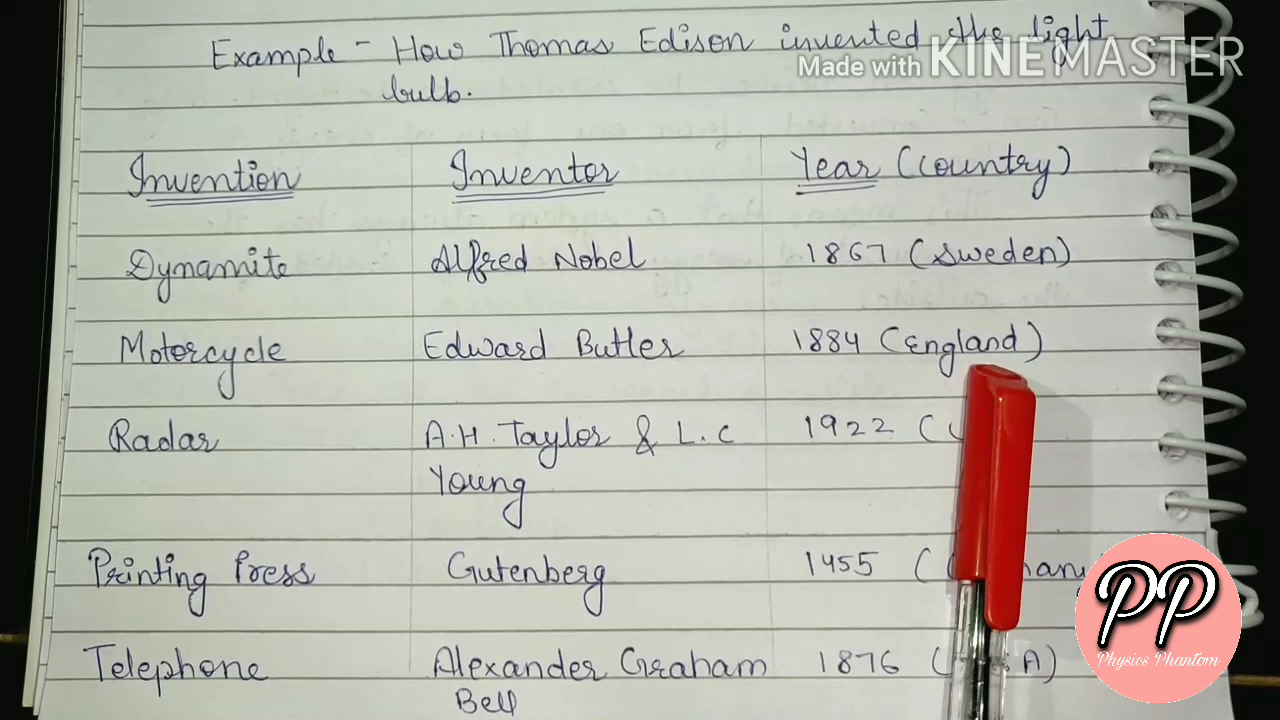 Example - How Thomas Edison invented the light
bulb.
Made with KINEMASTER
Invention Inventor Year (Country)
Dynamite Alfred Nobel 1867 (Sweden)
Motorcycle Edward Butler 1884 (England)
Radar A.H. Taylor & L.C 1922 (
Young
Printing Press Gutenberg 1455 (
Telephone Alexander Graham 1876 ( A)
Bell
PP
Physics Phantom